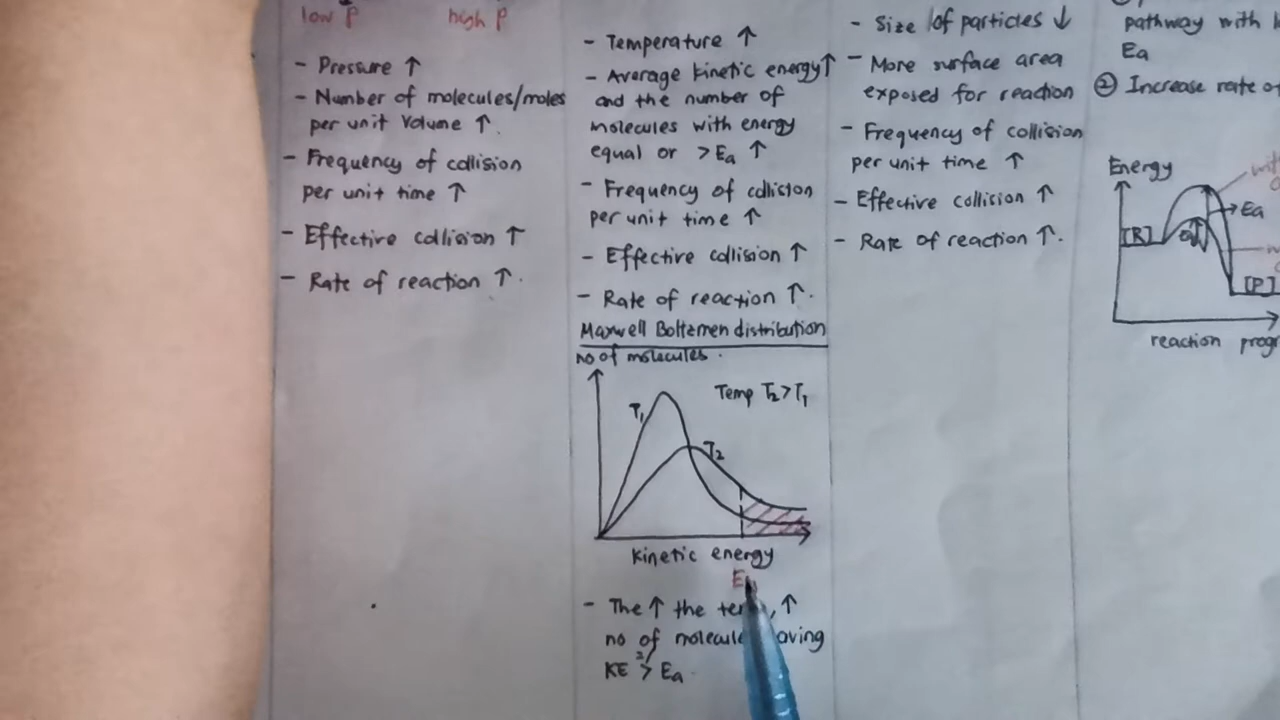 low P high P
- Pressure ↑
- Number of molecules/moles
per unit volume ↑.
- Frequency of collision
per unit time ↑
- Effective collision ↑
- Rate of reaction ↑.
- Temperature ↑
- Average kinetic energy↑
and the number of
molecules with energy
equal or >Ea ↑
- Frequency of collision
per unit time ↑
- Effective collision ↑
- Rate of reaction ↑.
Maxwell Boltzmen distribution
no of molecules.
Temp T2>T1
T1
T2
Kinetic energy
- The ↑ the ↑
no of
KE > Ea
- Size of particles ↓
- More surface area
exposed for reaction
- Frequency of collision
per unit time ↑
- Effective collision ↑
- Rate of reaction ↑.
pathway with
Ea
② Increase rate of
Energy
Ea
[R]
[P]
reaction